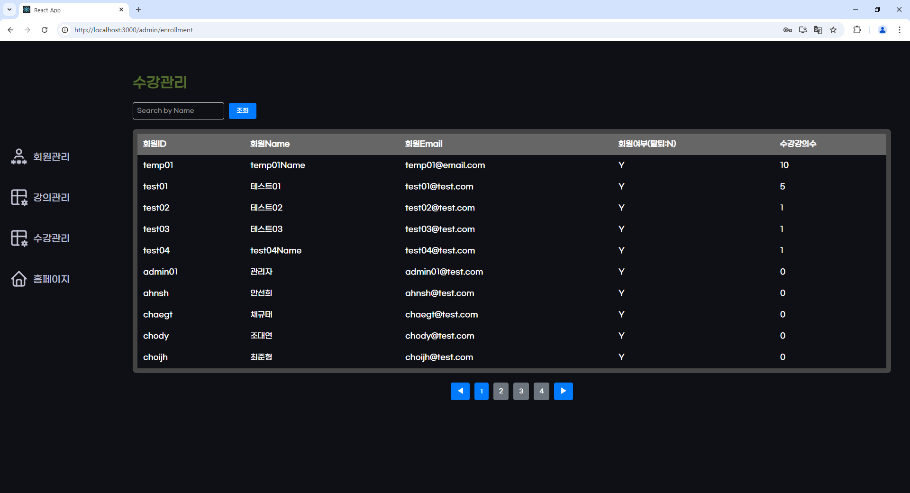 React App
http://localhost:3000/admin/enrollment
수강관리
Search by Name 조회
회원관리
강의관리
수강관리
홈페이지
회원ID 회원Name 회원Email 회원여부(탈퇴:N) 수강강의수
temp01 temp01Name temp01@email.com Y 10
test01 테스트01 test01@test.com Y 5
test02 테스트02 test02@test.com Y 1
test03 테스트03 test03@test.com Y 1
test04 test04Name test04@test.com Y 1
admin01 관리자 admin01@test.com Y 0
ahnsh 안선희 ahnsh@test.com Y 0
chaegt 채규태 chaegt@test.com Y 0
chody 조대연 chody@test.com Y 0
choijh 최준형 choijh@test.com Y 0
◀ 1 2 3 4 ▶